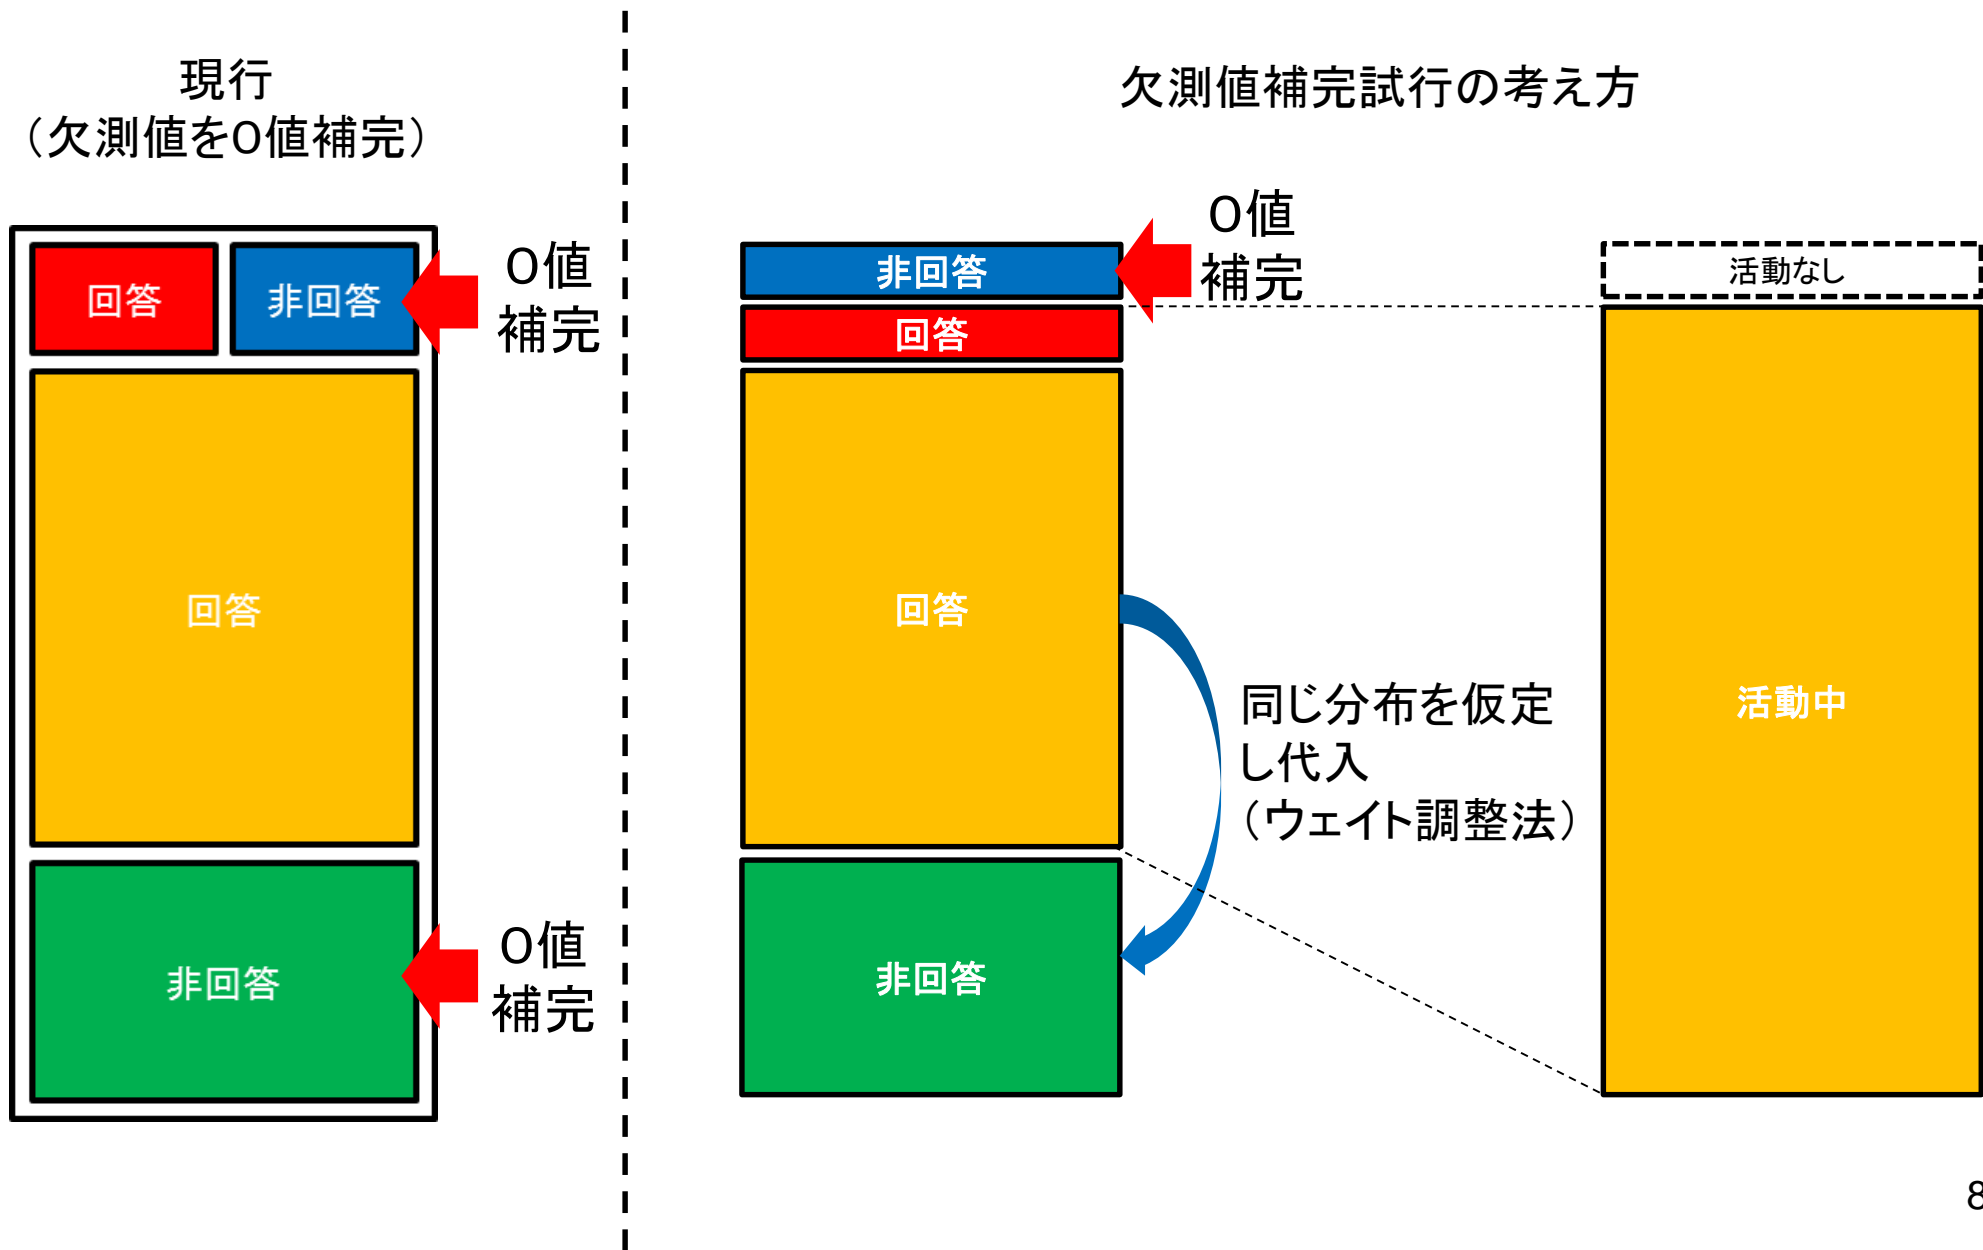 現行
（欠測値を0値補完）
回答
非回答
0値
補完
回答
非回答
0値
補完
欠測値補完試行の考え方
非回答
0値
補完
回答
回答
同じ分布を仮定
し代入
（ウェイト調整法）
非回答
活動なし
活動中
8